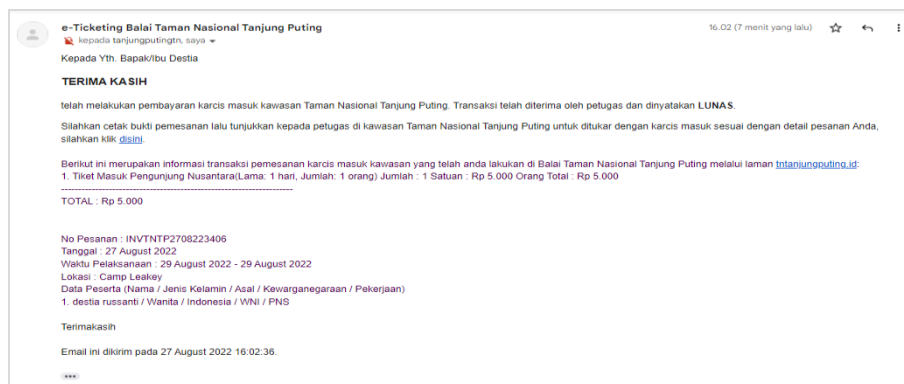 e-Ticketing Balai Taman Nasional Tanjung Puting
16.02 (7 menit yang lalu)
kepada tanjungputingtn, saya
Kepada Yth. Bapak/Ibu Destia
TERIMA KASIH
telah melakukan pembayaran karcis masuk kawasan Taman Nasional Tanjung Puting. Transaksi telah diterima oleh petugas dan dinyatakan LUNAS.
Silahkan cetak bukti pemesanan lalu tunjukkan kepada petugas di kawasan Taman Nasional Tanjung Puting untuk ditukar dengan karcis masuk sesuai dengan detail pesanan Anda,
silahkan klik disini.
Berikut ini merupakan informasi transaksi pemesanan karcis masuk kawasan yang telah anda lakukan di Balai Taman Nasional Tanjung Puting melalui laman tntanjungputing.id:
1. Tiket Masuk Pengunjung Nusantara(Lama: 1 hari, Jumlah: 1 orang) Jumlah : 1 Satuan : Rp 5.000 Orang Total : Rp 5.000
----------------------------------------------------------------------
TOTAL : Rp 5.000
No Pesanan : INVTNTP2708223406
Tanggal : 27 August 2022
Waktu Pelaksanaan : 29 August 2022 - 29 August 2022
Lokasi : Camp Leakey
Data Peserta (Nama / Jenis Kelamin / Asal / Kewarganegaraan / Pekerjaan)
1. destia russanti / Wanita / Indonesia / WNI / PNS
Terimakasih
Email ini dikirim pada 27 August 2022 16:02:36.